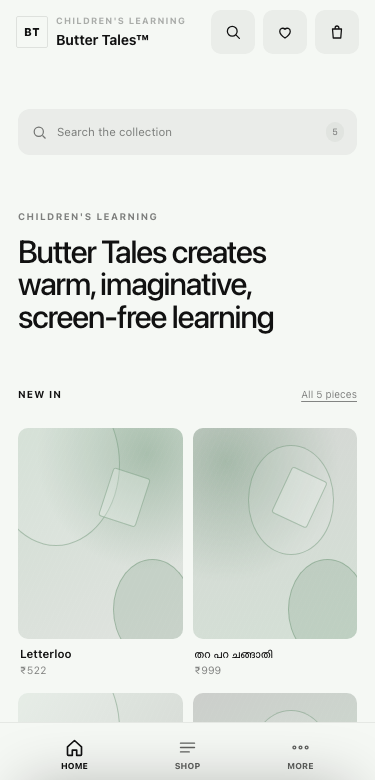 BT
CHILDREN'S LEARNING
Butter Tales™
Search the collection
5
CHILDREN'S LEARNING
Butter Tales creates
warm, imaginative,
screen-free learning
NEW IN
All 5 pieces
Letterloo
₹522
തറ പറ ചങ്ങാതി
₹999
HOME
SHOP
MORE